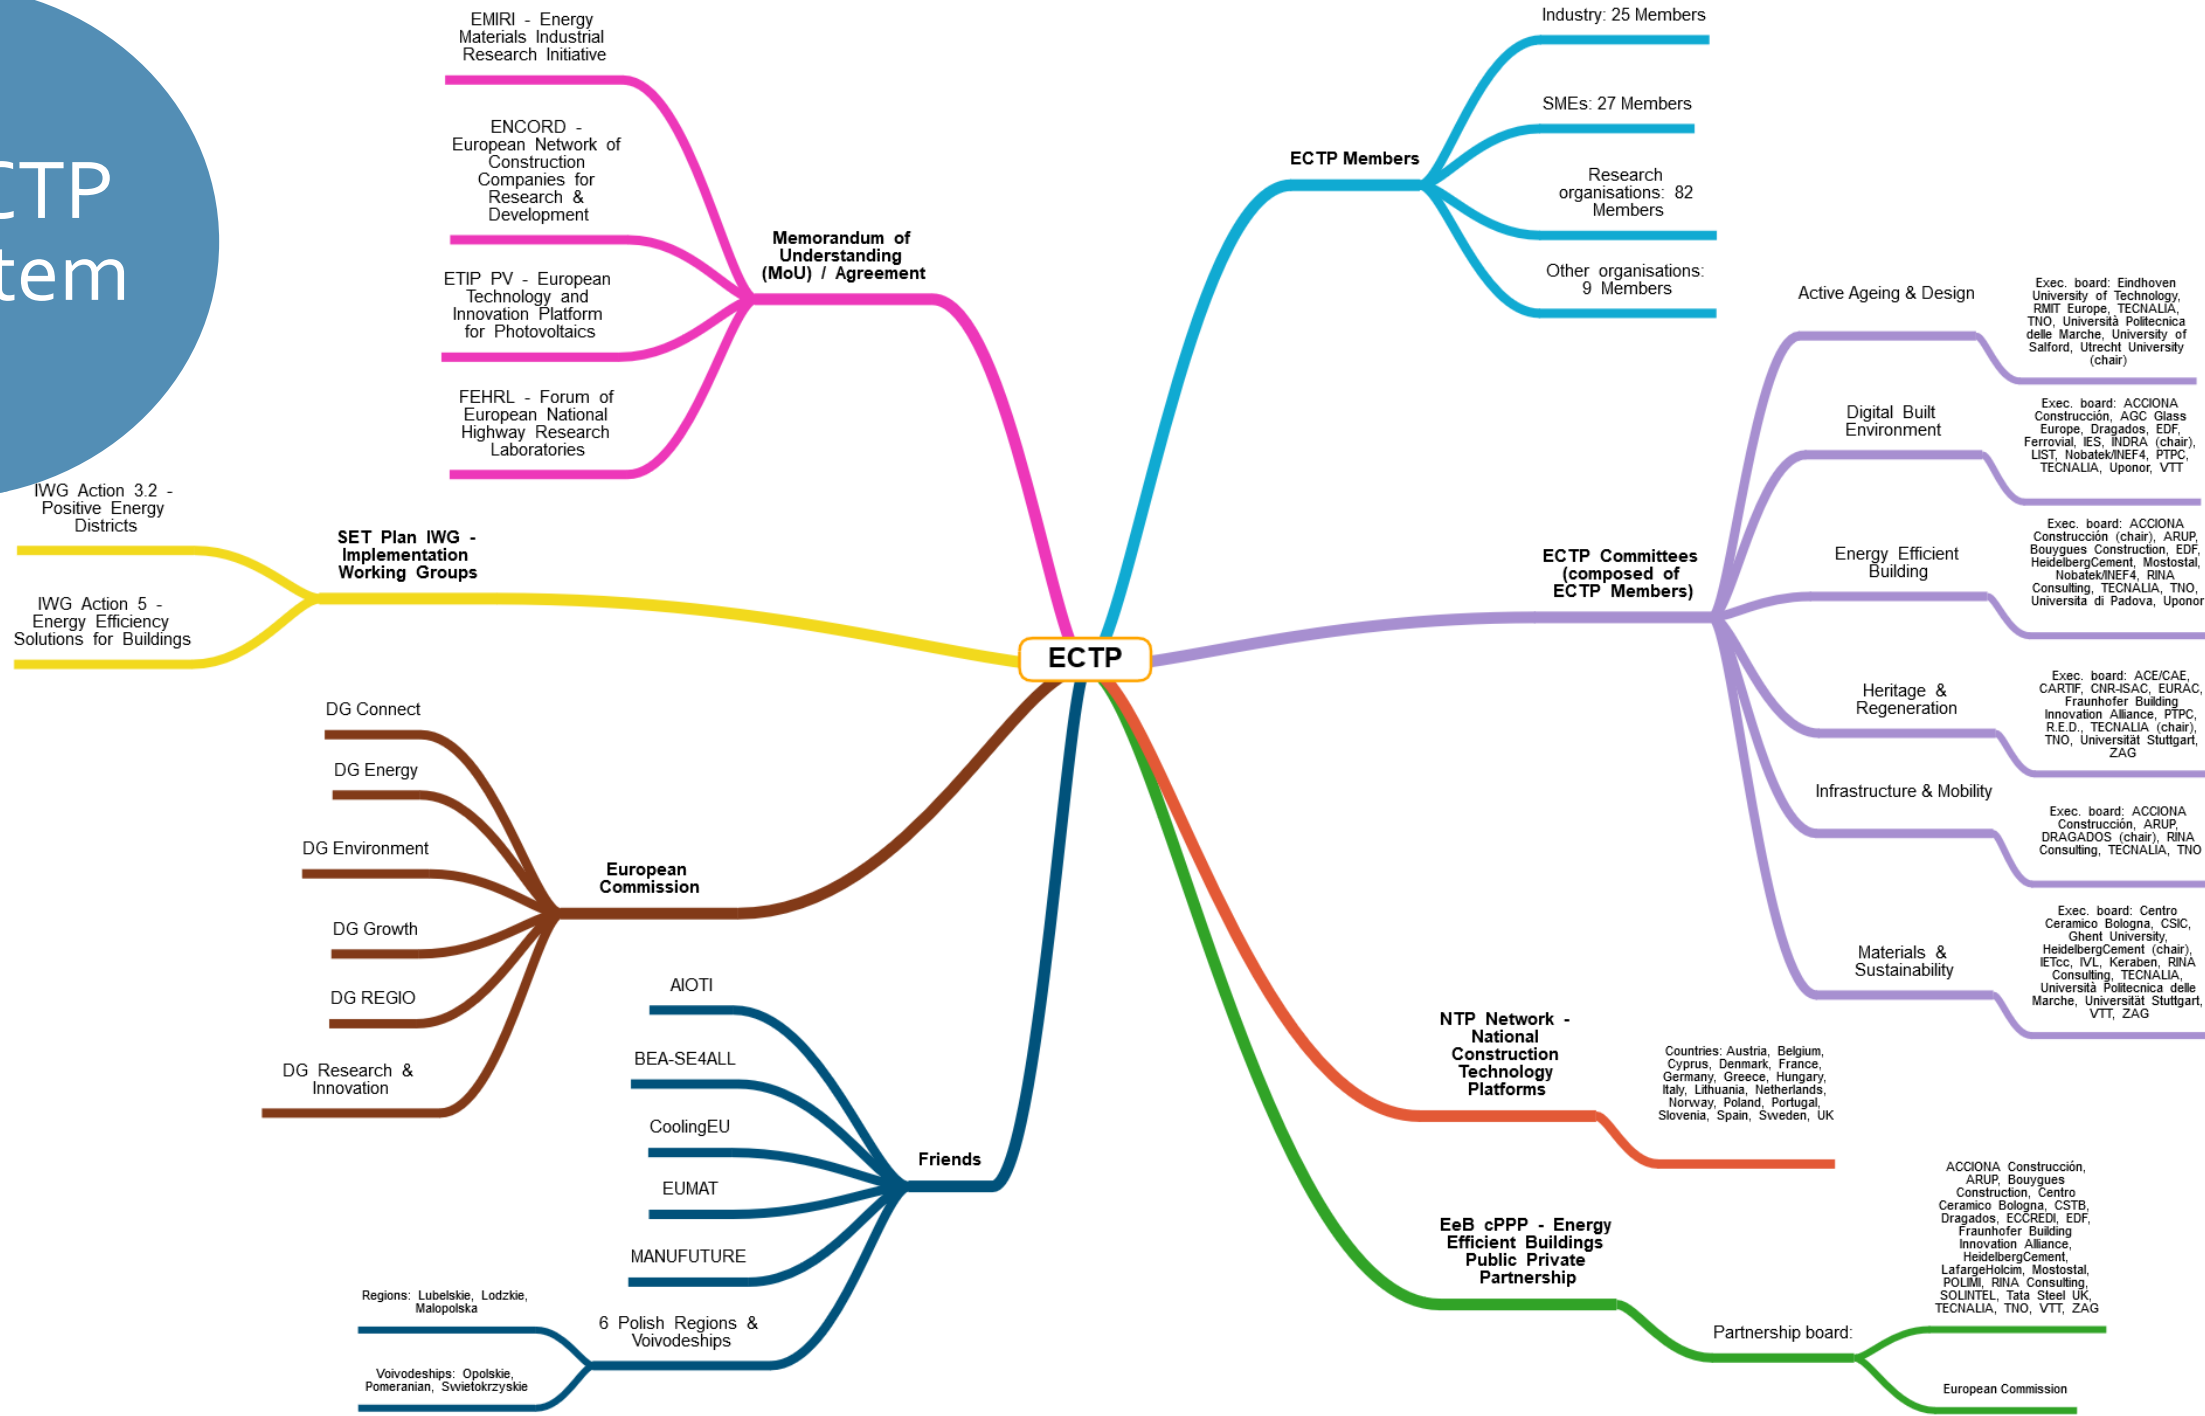 CTP
tem
EMIRI - Energy
Materials Industrial
Research Initiative
ENCORD -
European Network of
Construction
Companies for
Research &
Development
ETIP PV - European
Technology and
Innovation Platform
for Photovoltaics
FEHRL - Forum of
European National
Highway Research
Laboratories
Memorandum of
Understanding
(MoU) / Agreement
IWG Action 3.2 -
Positive Energy
Districts
IWG Action 5 -
Energy Efficiency
Solutions for Buildings
SET Plan IWG -
Implementation
Working Groups
DG Connect
DG Energy
DG Environment
DG Growth
DG REGIO
DG Research &
Innovation
European
Commission
AIOTI
BEA-SE4ALL
CoolingEU
EUMAT
MANUFUTURE
6 Polish Regions &
Voivodeships
Regions: Lubelskie, Lodzkie,
Malopolska
Voivodeships: Opolskie,
Pomeranian, Swietokrzyskie
Friends
ECTP
ECTP Members
Industry: 25 Members
SMEs: 27 Members
Research
organisations: 82
Members
Other organisations:
9 Members
ECTP Committees
(composed of
ECTP Members)
Active Ageing & Design
Exec. board: Eindhoven
University of Technology,
RMIT Europe, TECNALIA,
TNO, Università Politecnica
delle Marche, University of
Salford, Utrecht University
(chair)
Digital Built
Environment
Exec. board: ACCIONA
Construcción, AGC Glass
Europe, Dragados, EDF,
Ferrovial, IES, INDRA (chair),
LIST, Nobatek/INEF4, PTPC,
TECNALIA, Uponor, VTT
Energy Efficient
Building
Exec. board: ACCIONA
Construcción (chair), ARUP,
Bouygues Construction, EDF,
HeidelbergCement, Mostostal,
Nobatek/INEF4, RINA
Consulting, TECNALIA, TNO,
Universita di Padova, Uponor
Heritage &
Regeneration
Exec. board: ACE/CAE,
CARTIF, CNR-ISAC, EURAC,
Fraunhofer Building
Innovation Alliance, PTPC,
R.E.D., TECNALIA (chair),
TNO, Universität Stuttgart,
ZAG
Infrastructure & Mobility
Exec. board: ACCIONA
Construcción, ARUP,
DRAGADOS (chair), RINA
Consulting, TECNALIA, TNO
Materials &
Sustainability
Exec. board: Centro
Ceramico Bologna, CSIC,
Ghent University,
HeidelbergCement (chair),
IETcc, IVL, Keraben, RINA
Consulting, TECNALIA,
Università Politecnica delle
Marche, Universität Stuttgart,
VTT, ZAG
NTP Network -
National
Construction
Technology
Platforms
Countries: Austria, Belgium,
Cyprus, Denmark, France,
Germany, Greece, Hungary,
Italy, Lithuania, Netherlands,
Norway, Poland, Portugal,
Slovenia, Spain, Sweden, UK
EeB cPPP - Energy
Efficient Buildings
Public Private
Partnership
Partnership board:
ACCIONA Construcción,
ARUP, Bouygues
Construction, Centro
Ceramico Bologna, CSTB,
Dragados, ECCREDI, EDF,
Fraunhofer Building
Innovation Alliance,
HeidelbergCement,
LafargeHolcim, Mostostal,
POLIMI, RINA Consulting,
SOLINTEL, Tata Steel UK,
TECNALIA, TNO, VTT, ZAG
European Commission